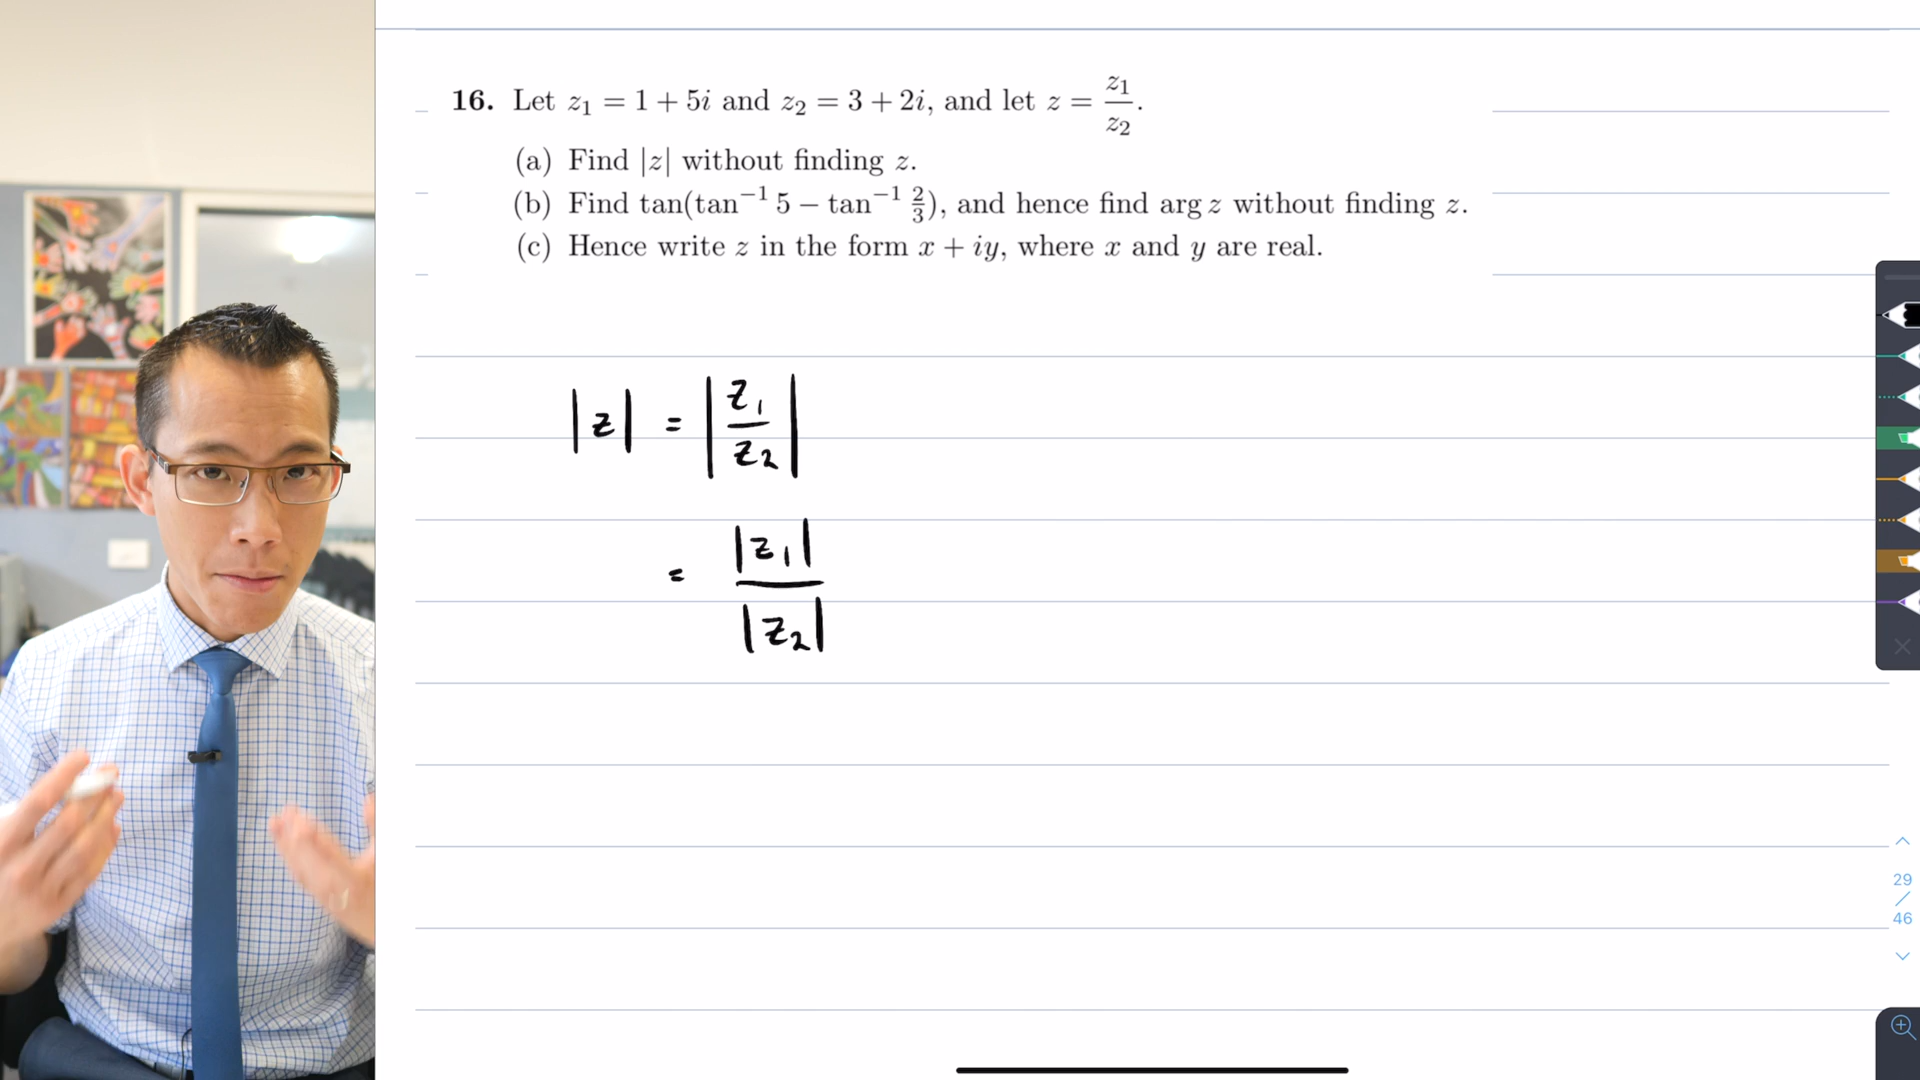 16. Let z₁ = 1 + 5i and z₂ = 3 + 2i, and let z = z₁/z₂.
(a) Find |z| without finding z.
(b) Find tan(tan⁻¹ 5 − tan⁻¹ 2/3), and hence find arg z without finding z.
(c) Hence write z in the form x + iy, where x and y are real.
|z| = |z₁/z₂|
= |z₁|/|z₂|
29
/
46